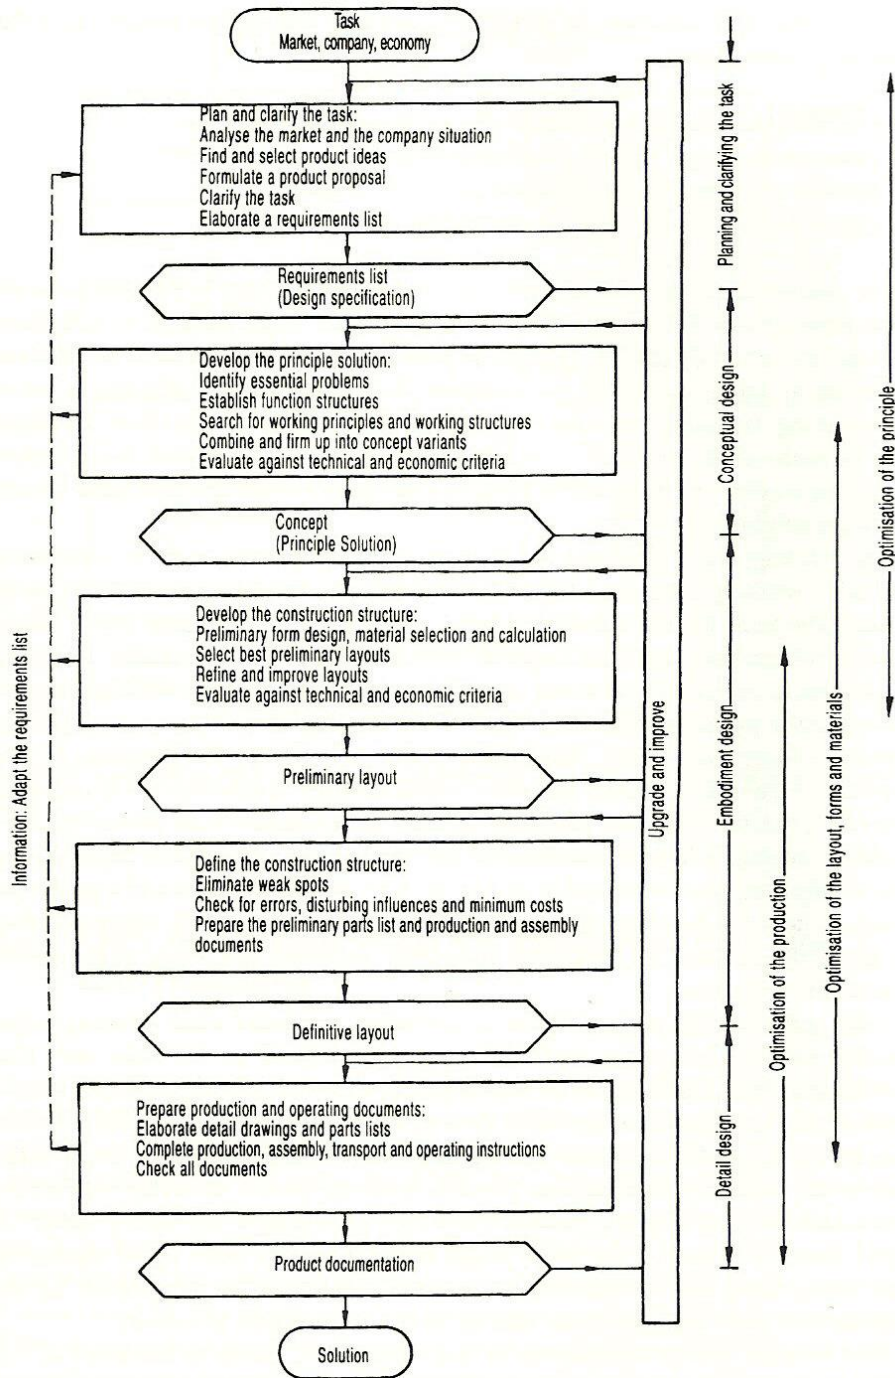 Task
Market, company, economy
Plan and clarify the task:
Analyse the market and the company situation
Find and select product ideas
Formulate a product proposal
Clarify the task
Elaborate a requirements list
Requirements list
(Design specification)
Develop the principle solution:
Identify essential problems
Establish function structures
Search for working principles and working structures
Combine and firm up into concept variants
Evaluate against technical and economic criteria
Concept
(Principle Solution)
Develop the construction structure:
Preliminary form design, material selection and calculation
Select best preliminary layouts
Refine and improve layouts
Evaluate against technical and economic criteria
Preliminary layout
Define the construction structure:
Eliminate weak spots
Check for errors, disturbing influences and minimum costs
Prepare the preliminary parts list and production and assembly
documents
Definitive layout
Prepare production and operating documents:
Elaborate detail drawings and parts lists
Complete production, assembly, transport and operating instructions
Check all documents
Product documentation
Solution
Information: Adapt the requirements list
Upgrade and improve
Planning and clarifying the task
Conceptual design
Embodiment design
Detail design
Optimisation of the production
Optimisation of the layout, forms and materials
Optimisation of the principle